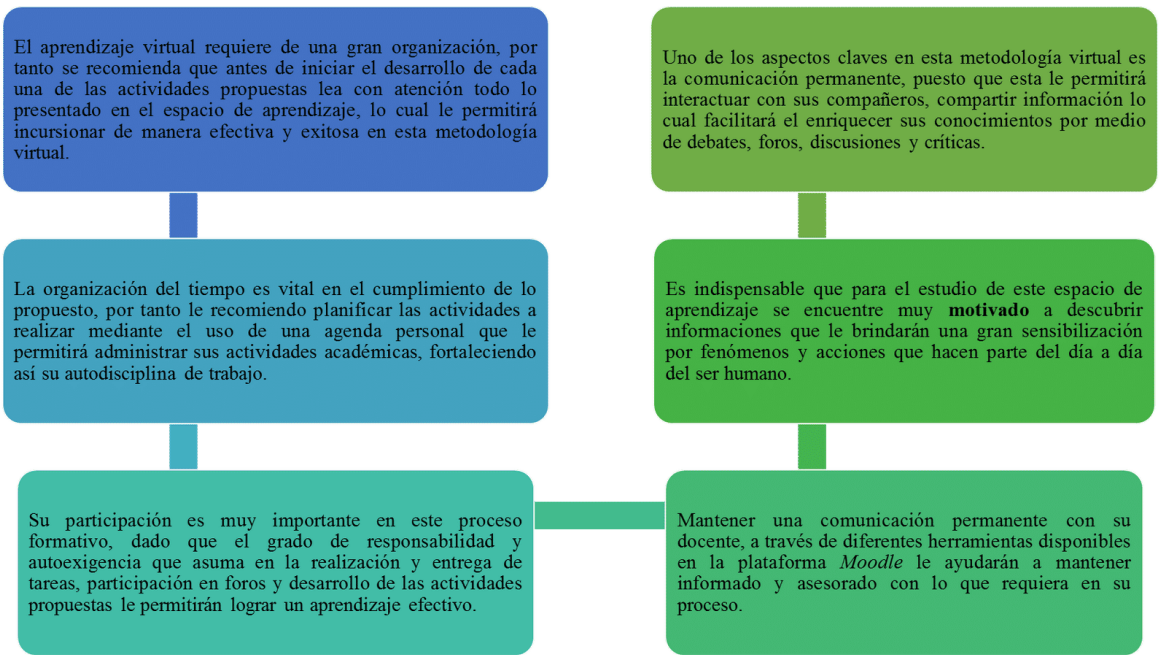 El aprendizaje virtual requiere de una gran organización, por
tanto se recomienda que antes de iniciar el desarrollo de cada
una de las actividades propuestas lea con atención todo lo
presentado en el espacio de aprendizaje, lo cual le permitirá
incursionar de manera efectiva y exitosa en esta metodología
virtual.
La organización del tiempo es vital en el cumplimiento de lo
propuesto, por tanto le recomiendo planificar las actividades a
realizar mediante el uso de una agenda personal que le
permitirá administrar sus actividades académicas, fortaleciendo
así su autodisciplina de trabajo.
Su participación es muy importante en este proceso
formativo, dado que el grado de responsabilidad y
autoexigencia que asuma en la realización y entrega de
tareas, participación en foros y desarrollo de las actividades
propuestas le permitirán lograr un aprendizaje efectivo.
Mantener una comunicación permanente con su
docente, a través de diferentes herramientas disponibles
en la plataforma Moodle le ayudarán a mantener
informado y asesorado con lo que requiera en su
proceso.
Es indispensable que para el estudio de este espacio de
aprendizaje se encuentre muy motivado a descubrir
informaciones que le brindarán una gran sensibilización
por fenómenos y acciones que hacen parte del día a día
del ser humano.
Uno de los aspectos claves en esta metodología virtual es
la comunicación permanente, puesto que esta le permitirá
interactuar con sus compañeros, compartir información lo
cual facilitará el enriquecer sus conocimientos por medio
de debates, foros, discusiones y críticas.